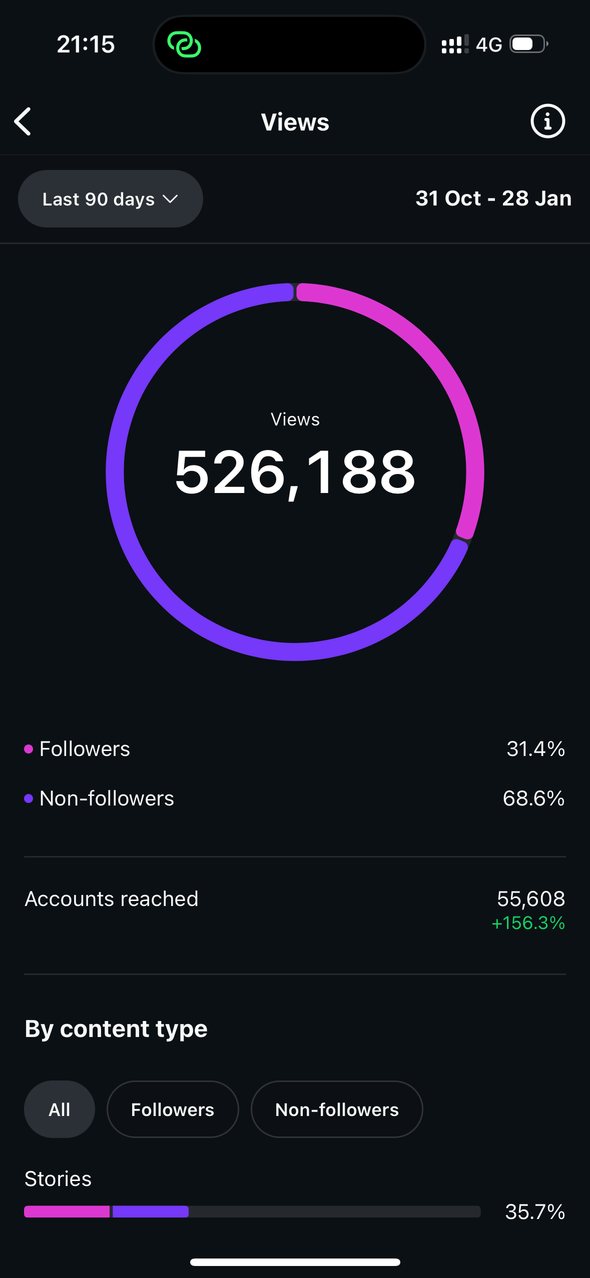 21:15
4G
Views
Last 90 days
31 Oct - 28 Jan
Views
526,188
Followers 31.4%
Non-followers 68.6%
Accounts reached 55,608
+156.3%
By content type
All Followers Non-followers
Stories
35.7%